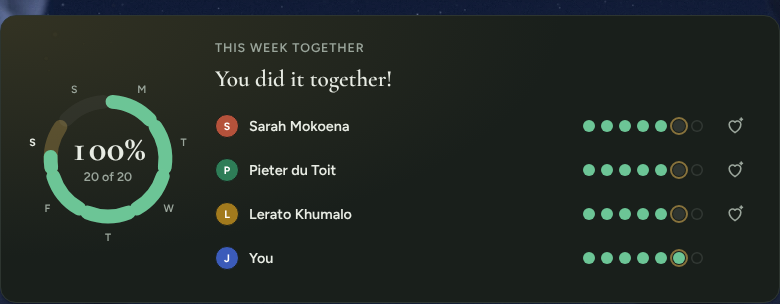 THIS WEEK TOGETHER
You did it together!
S
M
S
T
100%
20 of 20
F
W
T
S Sarah Mokoena
P Pieter du Toit
L Lerato Khumalo
J You